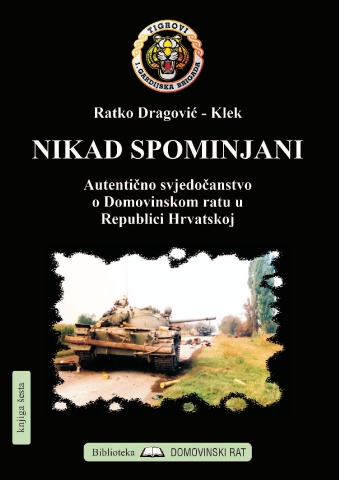 TIGROVI
1. GARDIJSKA BRIGADA
Ratko Dragović - Klek
NIKAD SPOMINJANI
Autentično svjedočanstvo
o Domovinskom ratu u
Republici Hrvatskoj
knjiga šesta
Biblioteka DOMOVINSKI RAT